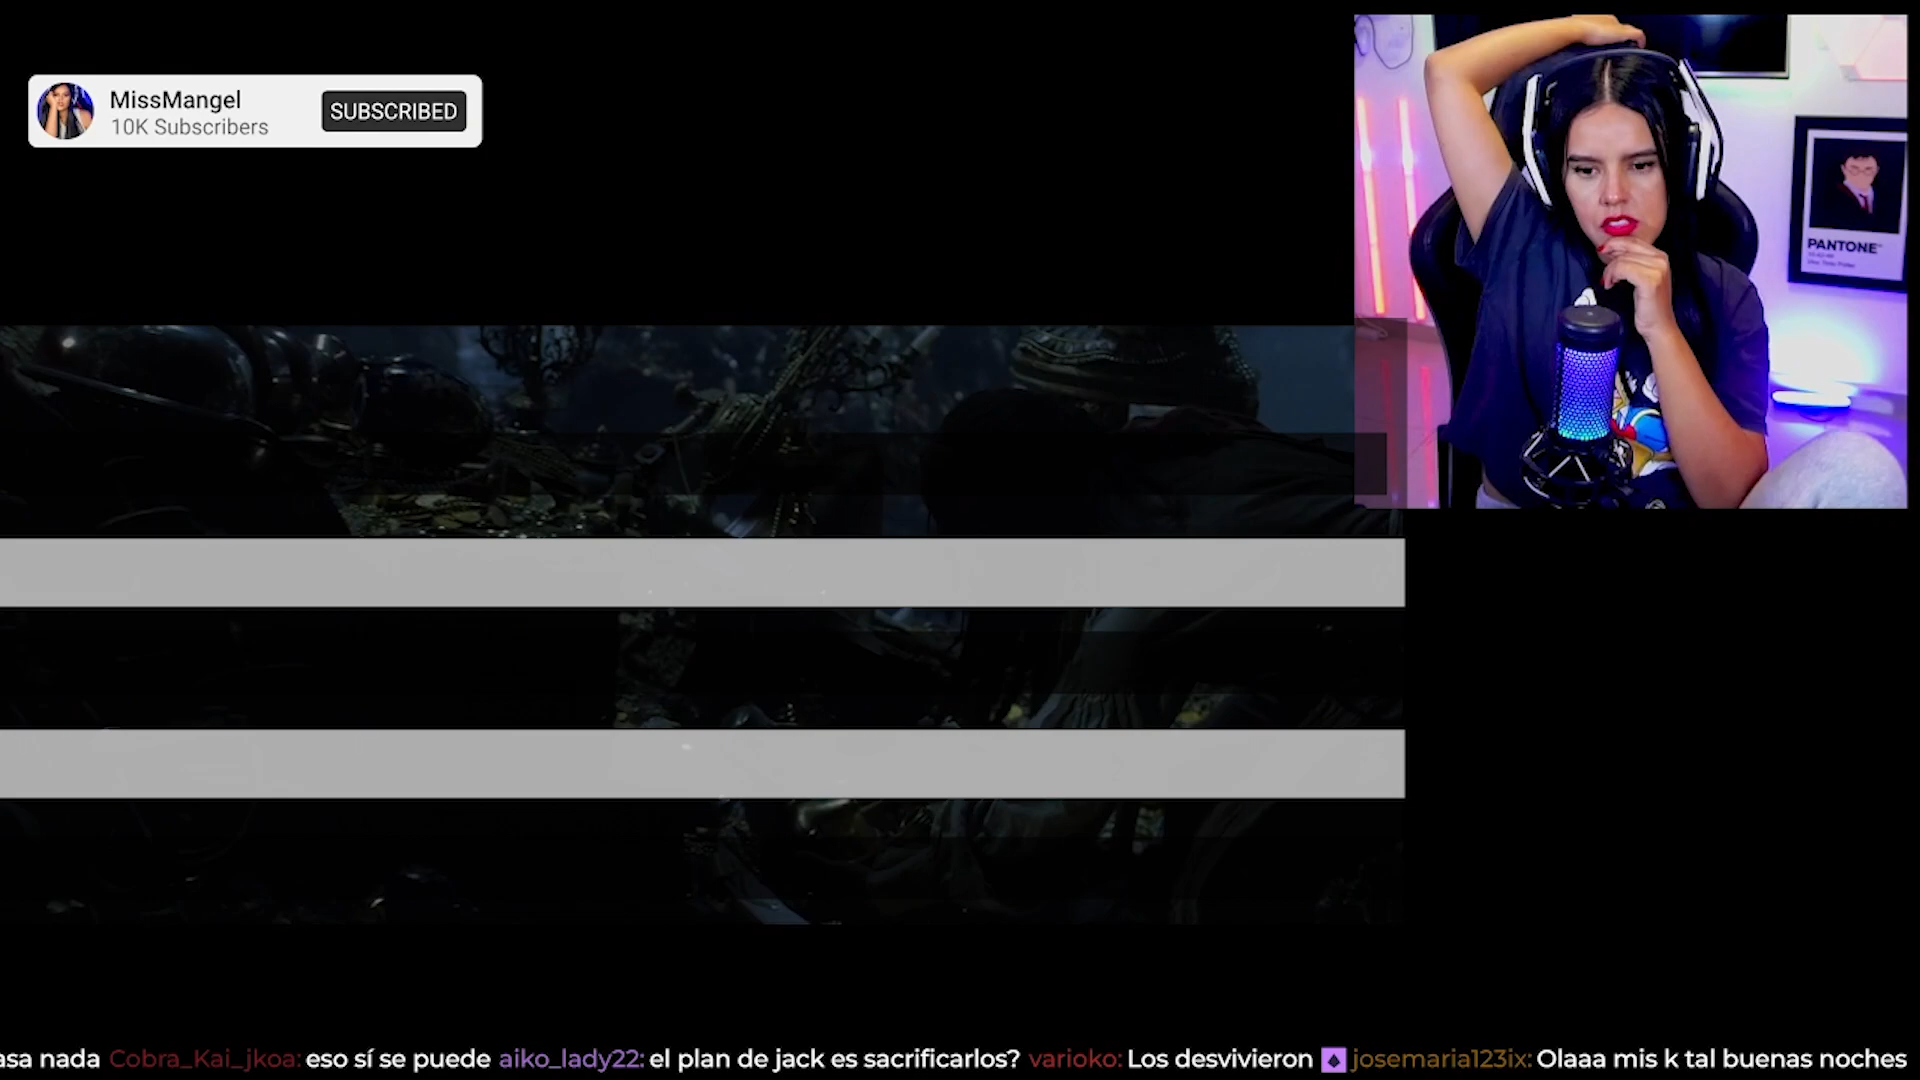 MissMangel
10K Subscribers
SUBSCRIBED
PANTONE
asa nada Cobra_Kai_jkoa: eso sí se puede aiko_lady22: el plan de jack es sacrificarlos? varioko: Los desvivieron josemaria123ix: Olaaa mis k tal buenas noches